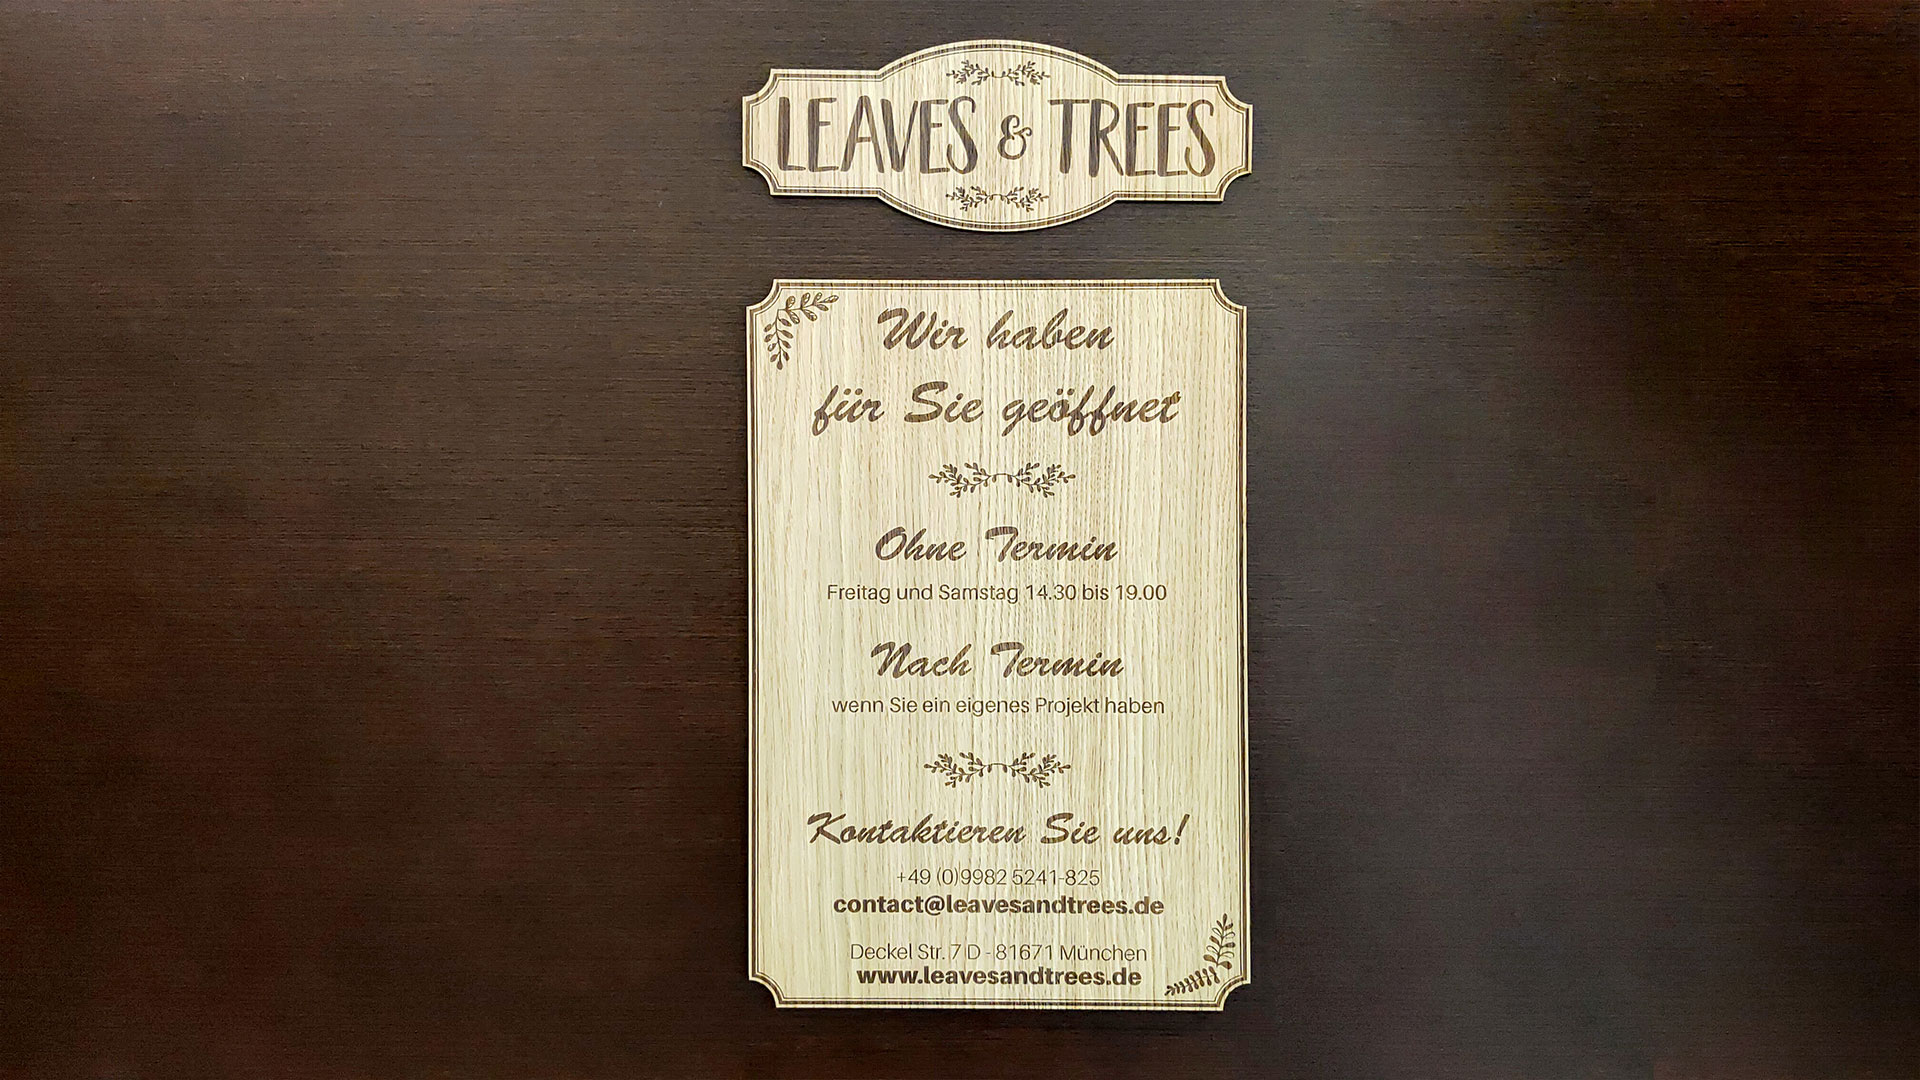 LEAVES & TREES
Wir haben
für Sie geöffnet
Ohne Termin
Freitag und Samstag 14.30 bis 19.00
Nach Termin
wenn Sie ein eigenes Projekt haben
Kontaktieren Sie uns!
+49 (0)9982 5241-825
contact@leavesandtrees.de
Deckel Str. 7 D - 81671 München
www.leavesandtrees.de